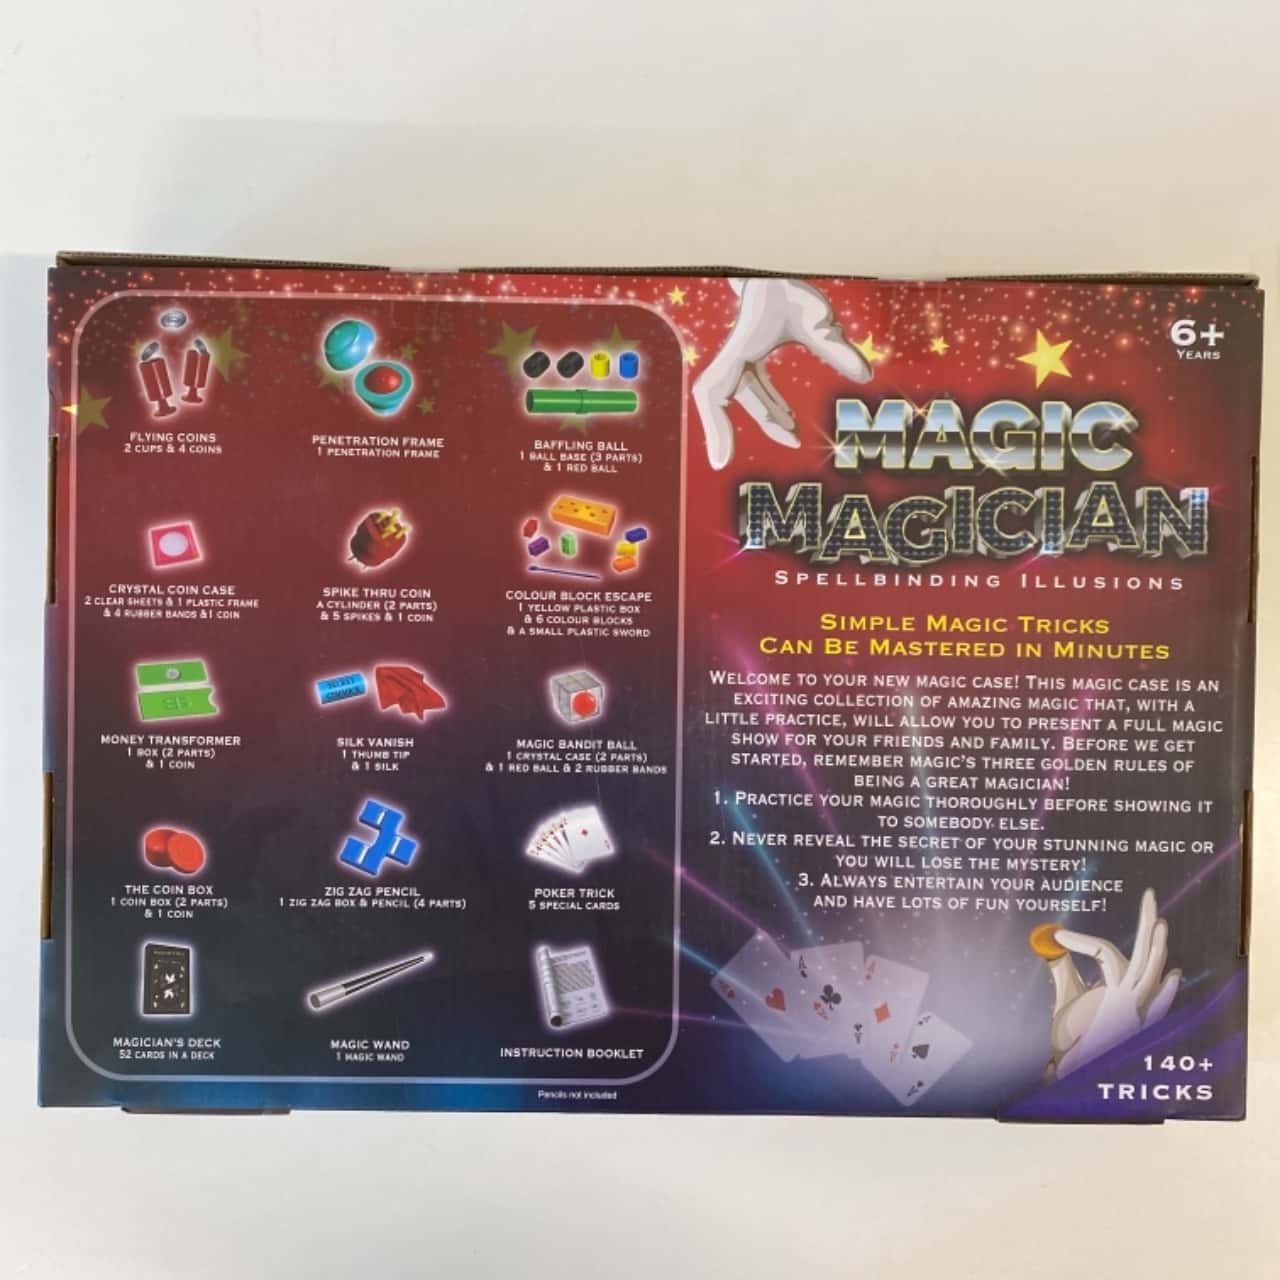 FLYING COINS
2 CUPS & 4 COINS
PENETRATION FRAME
1 PENETRATION FRAME
BAFFLING BALL
1 BALL BASE (3 PARTS)
& 1 RED BALL
CRYSTAL COIN CASE
2 CLEAR SHEETS & 1 PLASTIC FRAME
& 4 RUBBER BANDS &1 COIN
SPIKE THRU COIN
A CYLINDER (2 PARTS)
& 5 SPIKES & 1 COIN
COLOUR BLOCK ESCAPE
1 YELLOW PLASTIC BOX
& 6 COLOUR BLOCKS
& A SMALL PLASTIC SWORD
MONEY TRANSFORMER
1 BOX (2 PARTS)
& 1 COIN
SILK VANISH
1 THUMB TIP
& 1 SILK
MAGIC BANDIT BALL
1 CRYSTAL CASE (2 PARTS)
& 1 RED BALL & 2 RUBBER BANDS
THE COIN BOX
1 COIN BOX (2 PARTS)
& 1 COIN
ZIG ZAG PENCIL
1 ZIG ZAG BOX & PENCIL (4 PARTS)
POKER TRICK
5 SPECIAL CARDS
MAGICIAN'S DECK
52 CARDS IN A DECK
MAGIC WAND
1 MAGIC WAND
INSTRUCTION BOOKLET
Pencils not included
6+
YEARS
MAGIC
MAGICIAN
SPELLBINDING ILLUSIONS
SIMPLE MAGIC TRICKS
CAN BE MASTERED IN MINUTES
WELCOME TO YOUR NEW MAGIC CASE! THIS MAGIC CASE IS AN
EXCITING COLLECTION OF AMAZING MAGIC THAT, WITH A
LITTLE PRACTICE, WILL ALLOW YOU TO PRESENT A FULL MAGIC
SHOW FOR YOUR FRIENDS AND FAMILY. BEFORE WE GET
STARTED, REMEMBER MAGIC'S THREE GOLDEN RULES OF
BEING A GREAT MAGICIAN!
1. PRACTICE YOUR MAGIC THOROUGHLY BEFORE SHOWING IT
TO SOMEBODY ELSE.
2. NEVER REVEAL THE SECRET OF YOUR STUNNING MAGIC OR
YOU WILL LOSE THE MYSTERY!
3. ALWAYS ENTERTAIN YOUR AUDIENCE
AND HAVE LOTS OF FUN YOURSELF!
140+
TRICKS